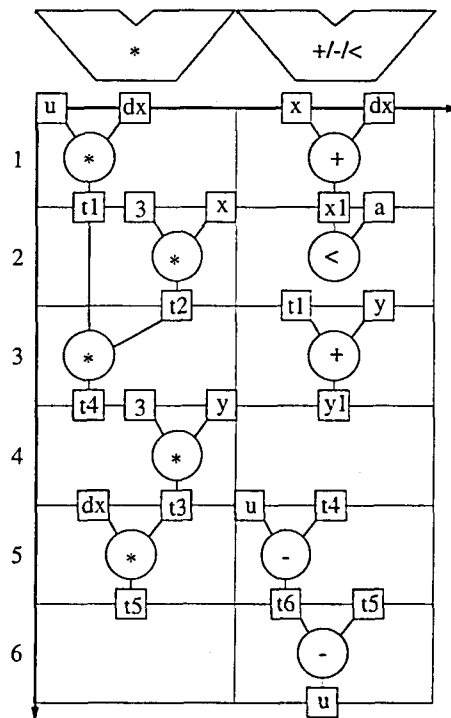 * +/-/<
u dx x dx
1 * +
t1 3 x x1 a
2 * <
t2 t1 y
3 * +
t4 3 y y1
4 *
dx t3 u t4
5 * -
t5 t6 t5
6 -
u